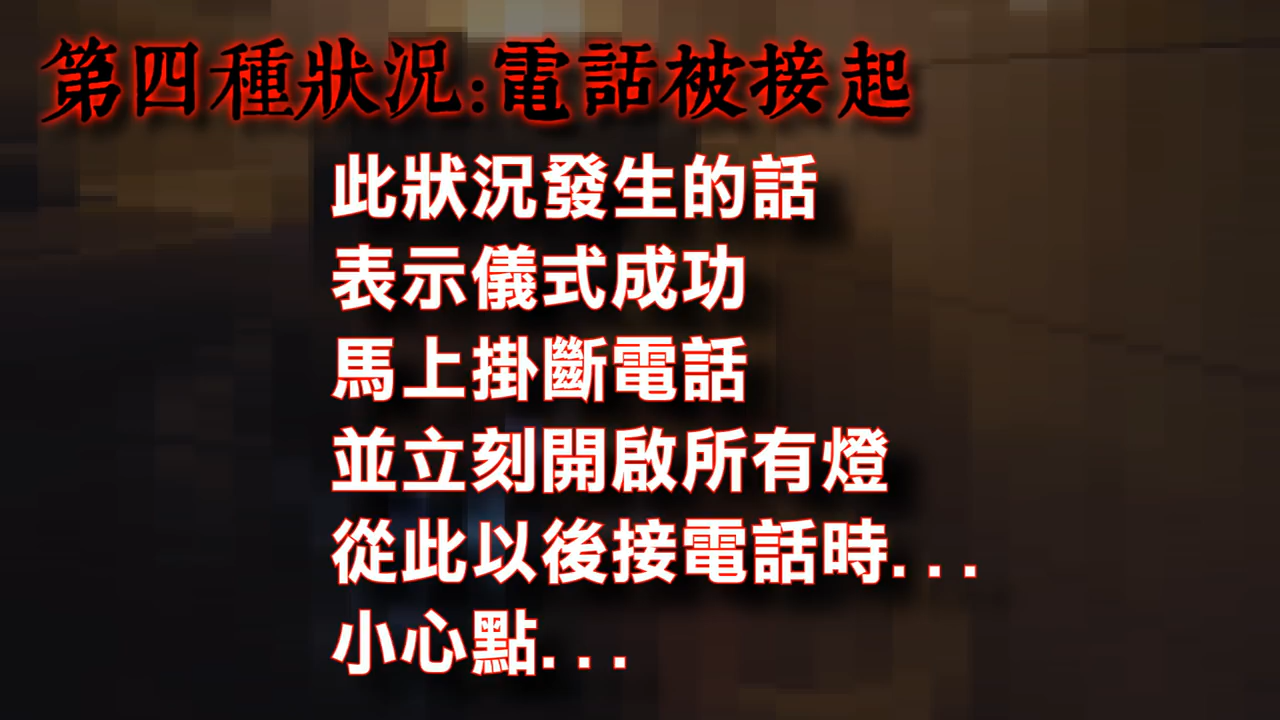 第四種狀況:電話被接起
此狀況發生的話
表示儀式成功
馬上掛斷電話
並立刻開啟所有燈
從此以後接電話時...
小心點...